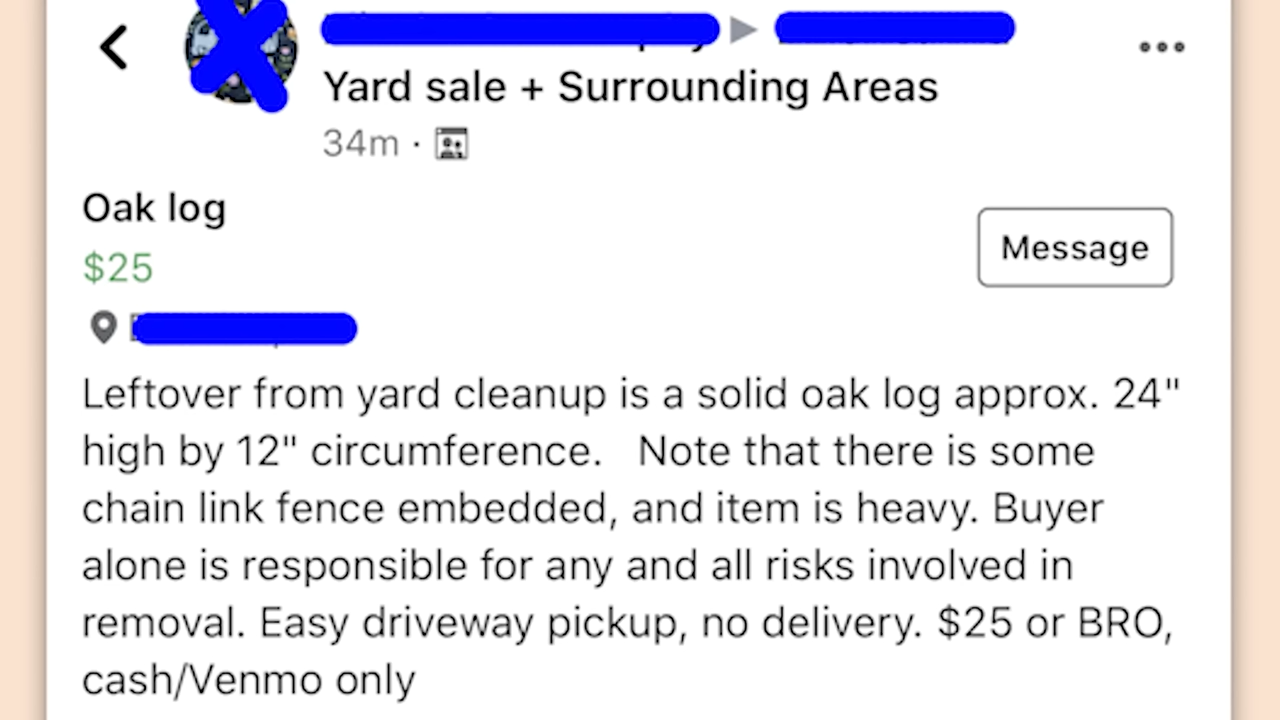 Yard sale + Surrounding Areas
34m ·
Oak log
$25
Message
Leftover from yard cleanup is a solid oak log approx. 24"
high by 12" circumference.   Note that there is some
chain link fence embedded, and item is heavy. Buyer
alone is responsible for any and all risks involved in
removal. Easy driveway pickup, no delivery. $25 or BRO,
cash/Venmo only